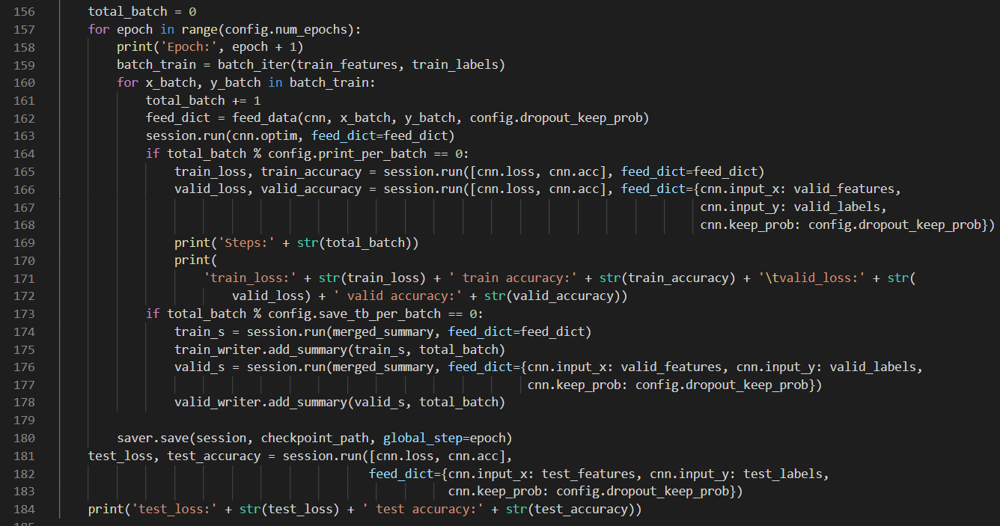 156 total_batch = 0
157 for epoch in range(config.num_epochs):
158 print('Epoch:', epoch + 1)
159 batch_train = batch_iter(train_features, train_labels)
160 for x_batch, y_batch in batch_train:
161 total_batch += 1
162 feed_dict = feed_data(cnn, x_batch, y_batch, config.dropout_keep_prob)
163 session.run(cnn.optim, feed_dict=feed_dict)
164 if total_batch % config.print_per_batch == 0:
165 train_loss, train_accuracy = session.run([cnn.loss, cnn.acc], feed_dict=feed_dict)
166 valid_loss, valid_accuracy = session.run([cnn.loss, cnn.acc], feed_dict={cnn.input_x: valid_features,
167 cnn.input_y: valid_labels,
168 cnn.keep_prob: config.dropout_keep_prob})
169 print('Steps:' + str(total_batch))
170 print(
171 'train_loss:' + str(train_loss) + ' train accuracy:' + str(train_accuracy) + '\tvalid_loss:' + str(
172 valid_loss) + ' valid accuracy:' + str(valid_accuracy))
173 if total_batch % config.save_tb_per_batch == 0:
174 train_s = session.run(merged_summary, feed_dict=feed_dict)
175 train_writer.add_summary(train_s, total_batch)
176 valid_s = session.run(merged_summary, feed_dict={cnn.input_x: valid_features, cnn.input_y: valid_labels,
177 cnn.keep_prob: config.dropout_keep_prob})
178 valid_writer.add_summary(valid_s, total_batch)
179
180 saver.save(session, checkpoint_path, global_step=epoch)
181 test_loss, test_accuracy = session.run([cnn.loss, cnn.acc],
182 feed_dict={cnn.input_x: test_features, cnn.input_y: test_labels,
183 cnn.keep_prob: config.dropout_keep_prob})
184 print('test_loss:' + str(test_loss) + ' test accuracy:' + str(test_accuracy))